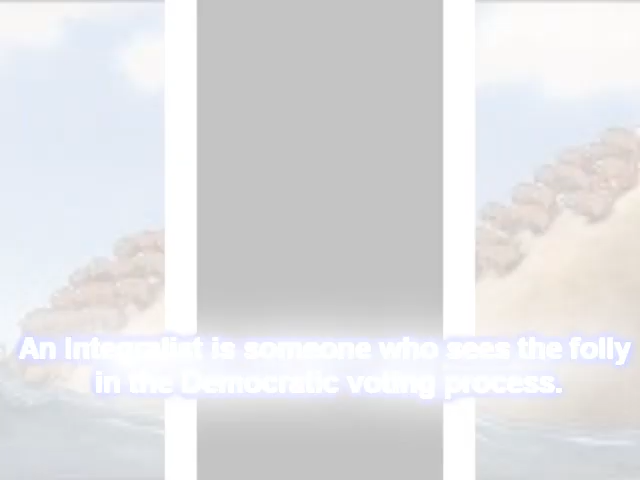 An Integralist is someone who sees the folly
in the Democratic voting process.